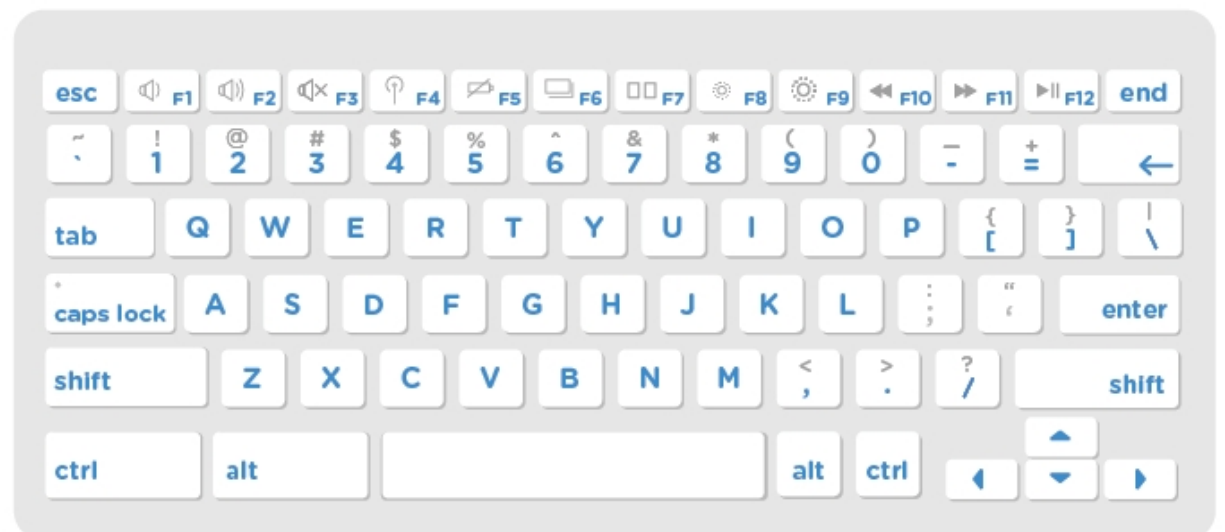 esc F1 F2 F3 F4 F5 F6 F7 F8 F9 F10 F11 F12 end
~ ! @ # $ % ^ & * ( ) _ +
` 1 2 3 4 5 6 7 8 9 0 - = ←
tab Q W E R T Y U I O P { [ } ] | \
caps lock A S D F G H J K L : ; “ ‘ enter
shift Z X C V B N M < , > . ? / shift
ctrl alt alt ctrl